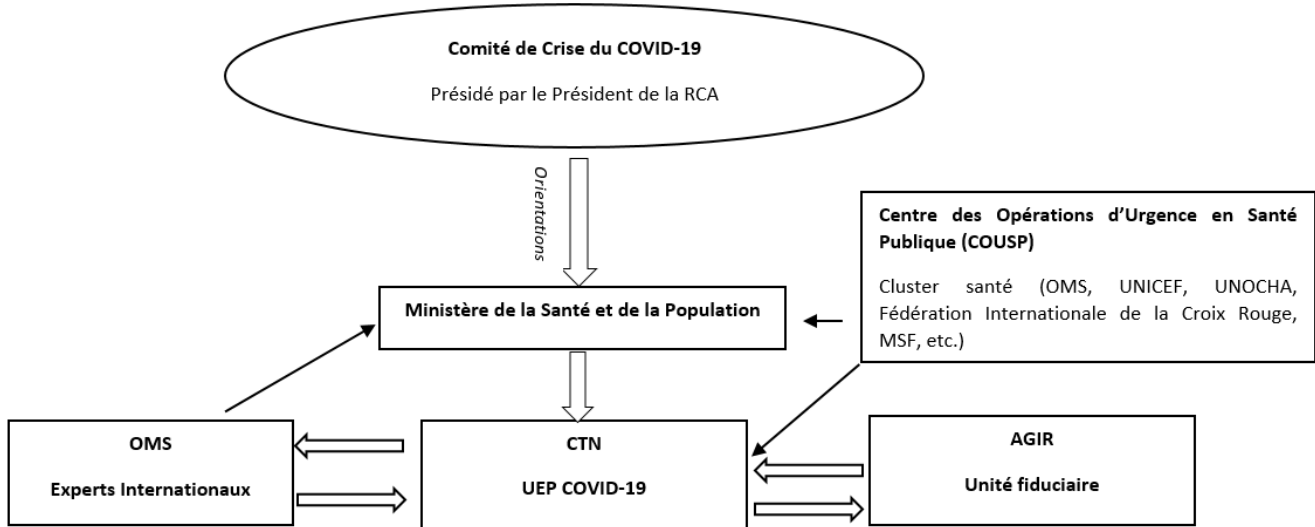 Comité de Crise du COVID-19
Présidé par le Président de la RCA
Orientations
Centre des Opérations d'Urgence en Santé
Publique (COUSP)
Cluster santé (OMS, UNICEF, UNOCHA,
Fédération Internationale de la Croix Rouge,
MSF, etc.)
Ministère de la Santé et de la Population
OMS
Experts Internationaux
CTN
UEP COVID-19
AGIR
Unité fiduciaire